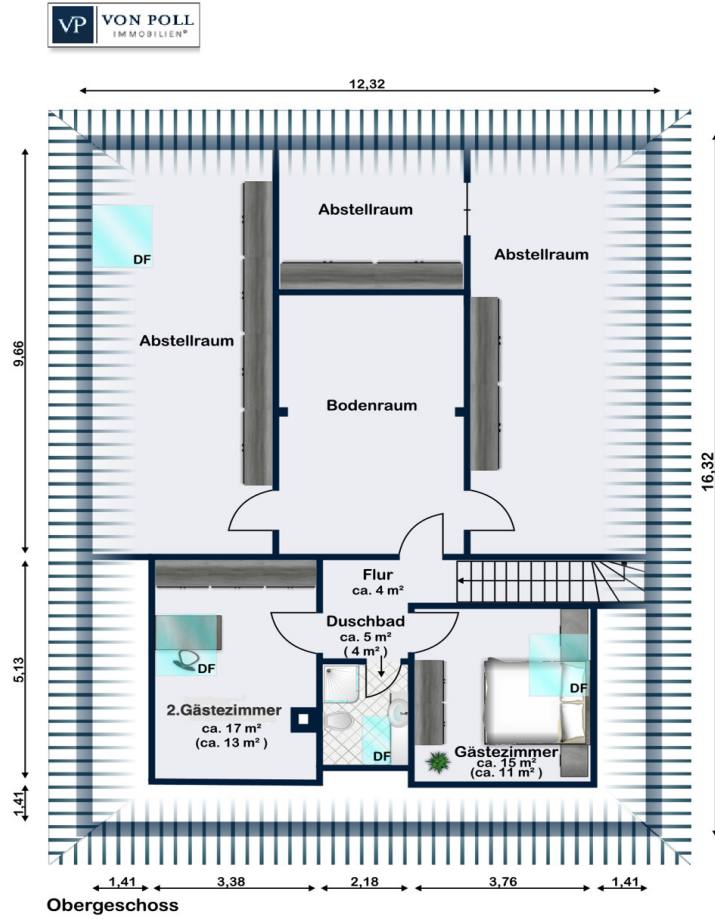 VP VON POLL
IMMOBILIEN®
12,32
Abstellraum
Abstellraum
DF
Abstellraum
9,66
Bodenraum
16,32
Flur
ca. 4 m²
Duschbad
ca. 5 m²
( 4 m² )
5,13
DF
DF
2.Gästezimmer
ca. 17 m²
(ca. 13 m² )
Gästezimmer
ca. 15 m²
(ca. 11 m² )
DF
1,41
1,41
3,38
2,18
3,76
1,41
Obergeschoss